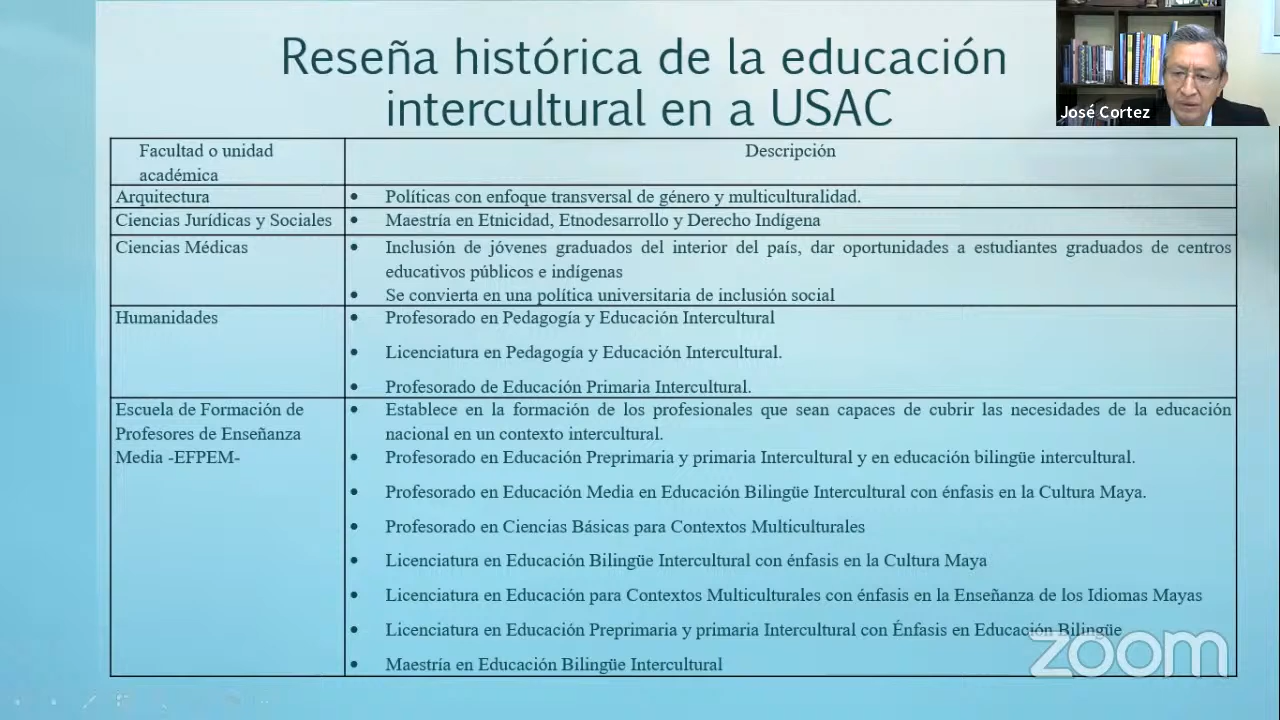 Reseña histórica de la educación
intercultural en a USAC
José Cortez
Facultad o unidad
académica
Descripción
Arquitectura
• Políticas con enfoque transversal de género y multiculturalidad.
Ciencias Jurídicas y Sociales
• Maestría en Etnicidad, Etnodesarrollo y Derecho Indígena
Ciencias Médicas
• Inclusión de jóvenes graduados del interior del país, dar oportunidades a estudiantes graduados de centros
educativos públicos e indígenas
• Se convierta en una política universitaria de inclusión social
Humanidades
• Profesorado en Pedagogía y Educación Intercultural
• Licenciatura en Pedagogía y Educación Intercultural.
• Profesorado de Educación Primaria Intercultural.
Escuela de Formación de
Profesores de Enseñanza
Media -EFPEM-
• Establece en la formación de los profesionales que sean capaces de cubrir las necesidades de la educación
nacional en un contexto intercultural.
• Profesorado en Educación Preprimaria y primaria Intercultural y en educación bilingüe intercultural.
• Profesorado en Educación Media en Educación Bilingüe Intercultural con énfasis en la Cultura Maya.
• Profesorado en Ciencias Básicas para Contextos Multiculturales
• Licenciatura en Educación Bilingüe Intercultural con énfasis en la Cultura Maya
• Licenciatura en Educación para Contextos Multiculturales con énfasis en la Enseñanza de los Idiomas Mayas
• Licenciatura en Educación Preprimaria y primaria Intercultural con Énfasis en Educación Bilingüe
• Maestría en Educación Bilingüe Intercultural
zoom